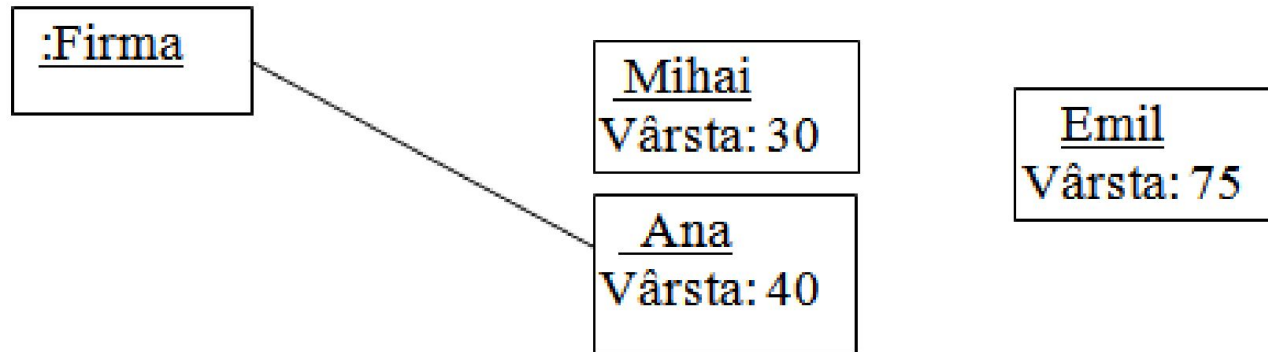 :Firma
Mihai
Vârsta: 30
Emil
Vârsta: 75
Ana
Vârsta: 40